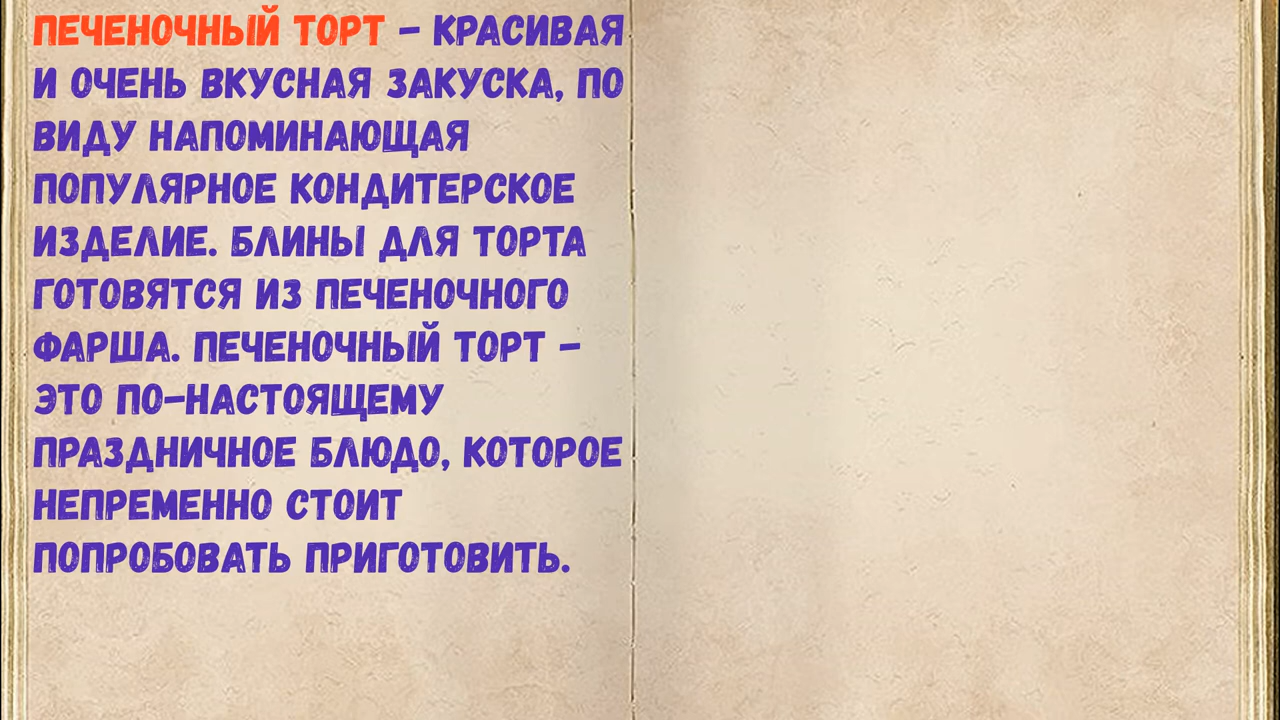 ПЕЧЕНОЧНЫЙ ТОРТ – КРАСИВАЯ
И ОЧЕНЬ ВКУСНАЯ ЗАКУСКА, ПО
ВИДУ НАПОМИНАЮЩАЯ
ПОПУЛЯРНОЕ КОНДИТЕРСКОЕ
ИЗДЕЛИЕ. БЛИНЫ ДЛЯ ТОРТА
ГОТОВЯТСЯ ИЗ ПЕЧЕНОЧНОГО
ФАРША. ПЕЧЕНОЧНЫЙ ТОРТ –
ЭТО ПО-НАСТОЯЩЕМУ
ПРАЗДНИЧНОЕ БЛЮДО, КОТОРОЕ
НЕПРЕМЕННО СТОИТ
ПОПРОБОВАТЬ ПРИГОТОВИТЬ.